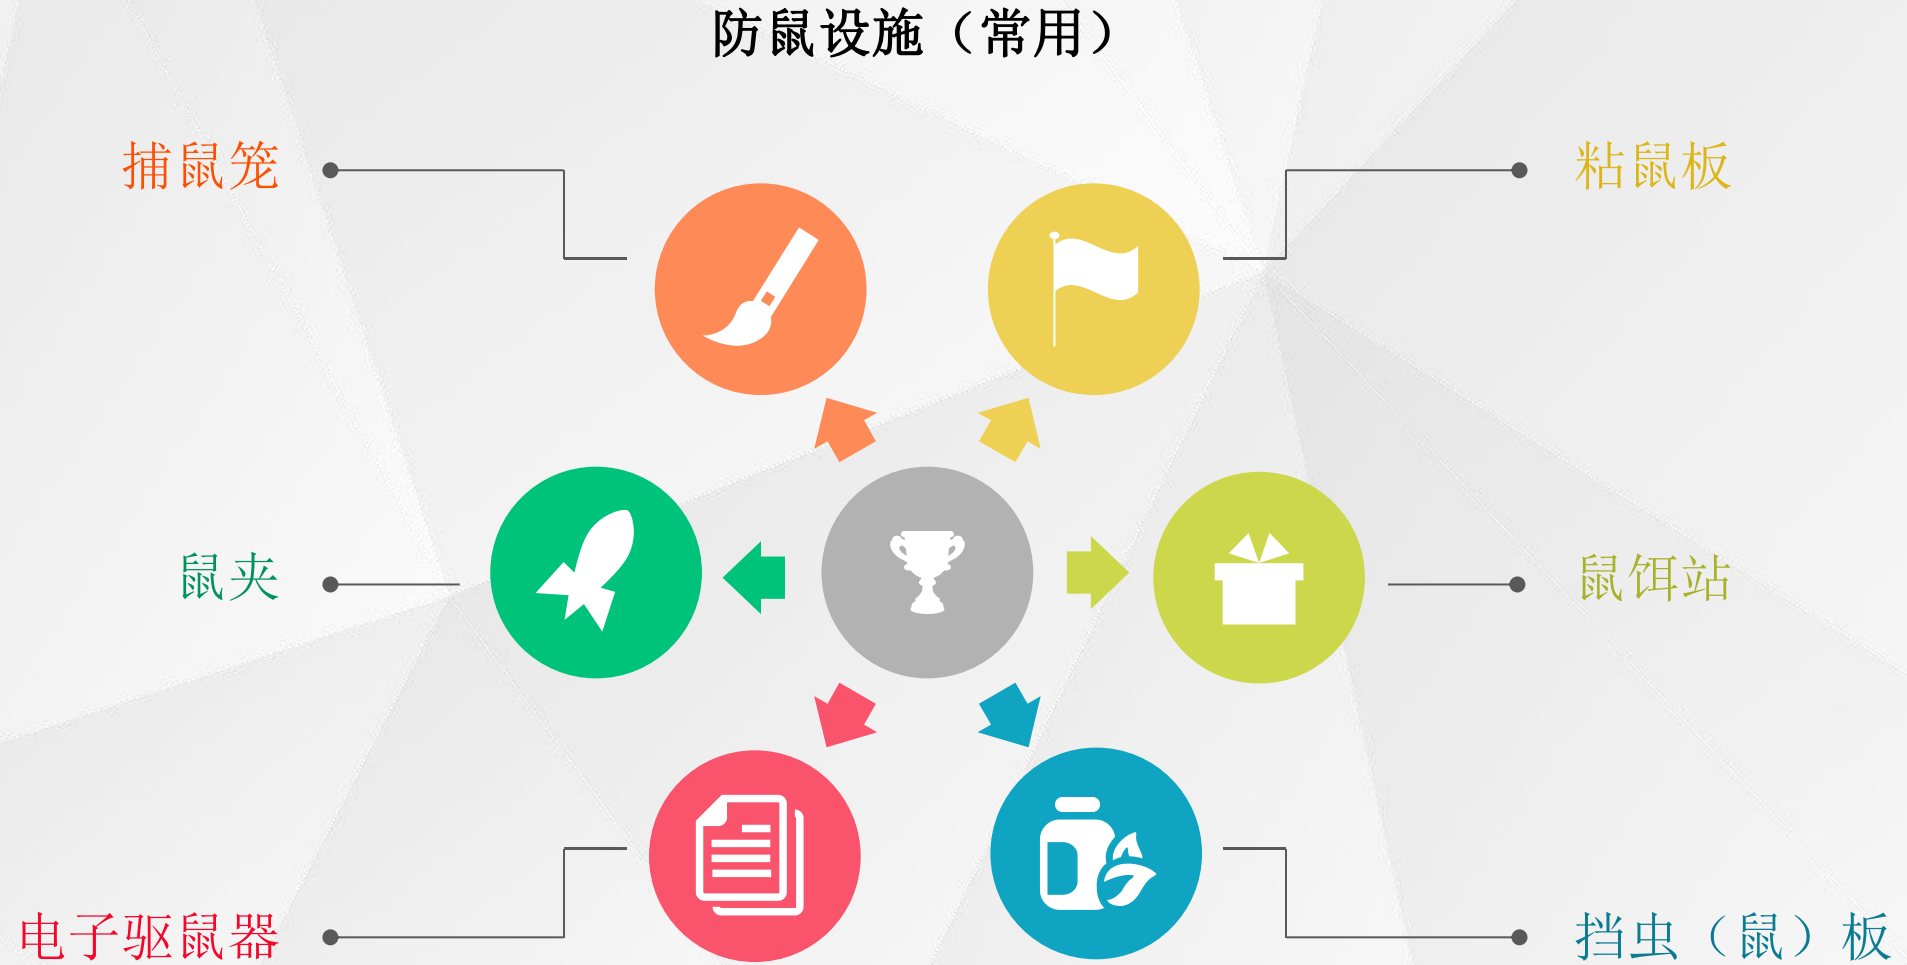 防鼠设施（常用）
捕鼠笼
粘鼠板
鼠夹
鼠饵站
电子驱鼠器
挡虫（鼠）板